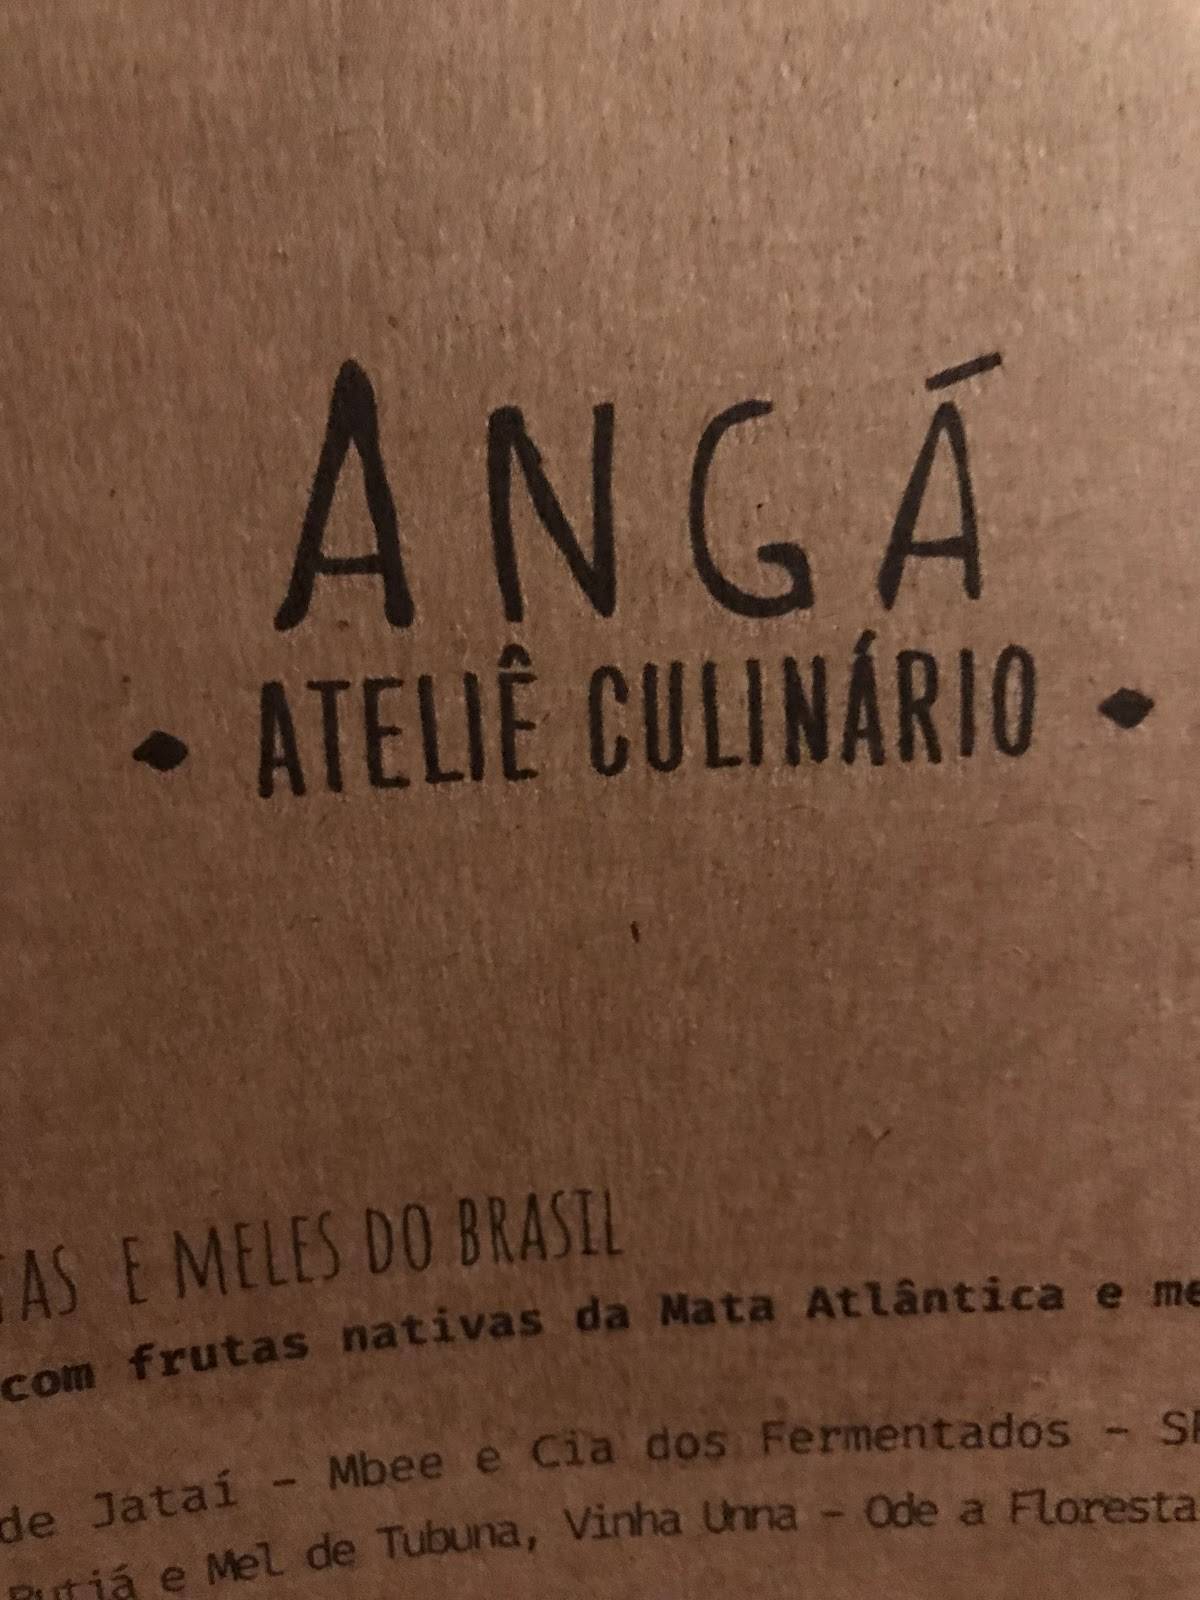 ANGÁ
• ATELIÊ CULINÁRIO •
E MELES DO BRASIL
com frutas nativas da Mata Atlântica e
de Jataí - Mbee e Cia dos Fermentados -
Butiá e Mel de Tubuna, Vinha Unna - Ode a Floresta